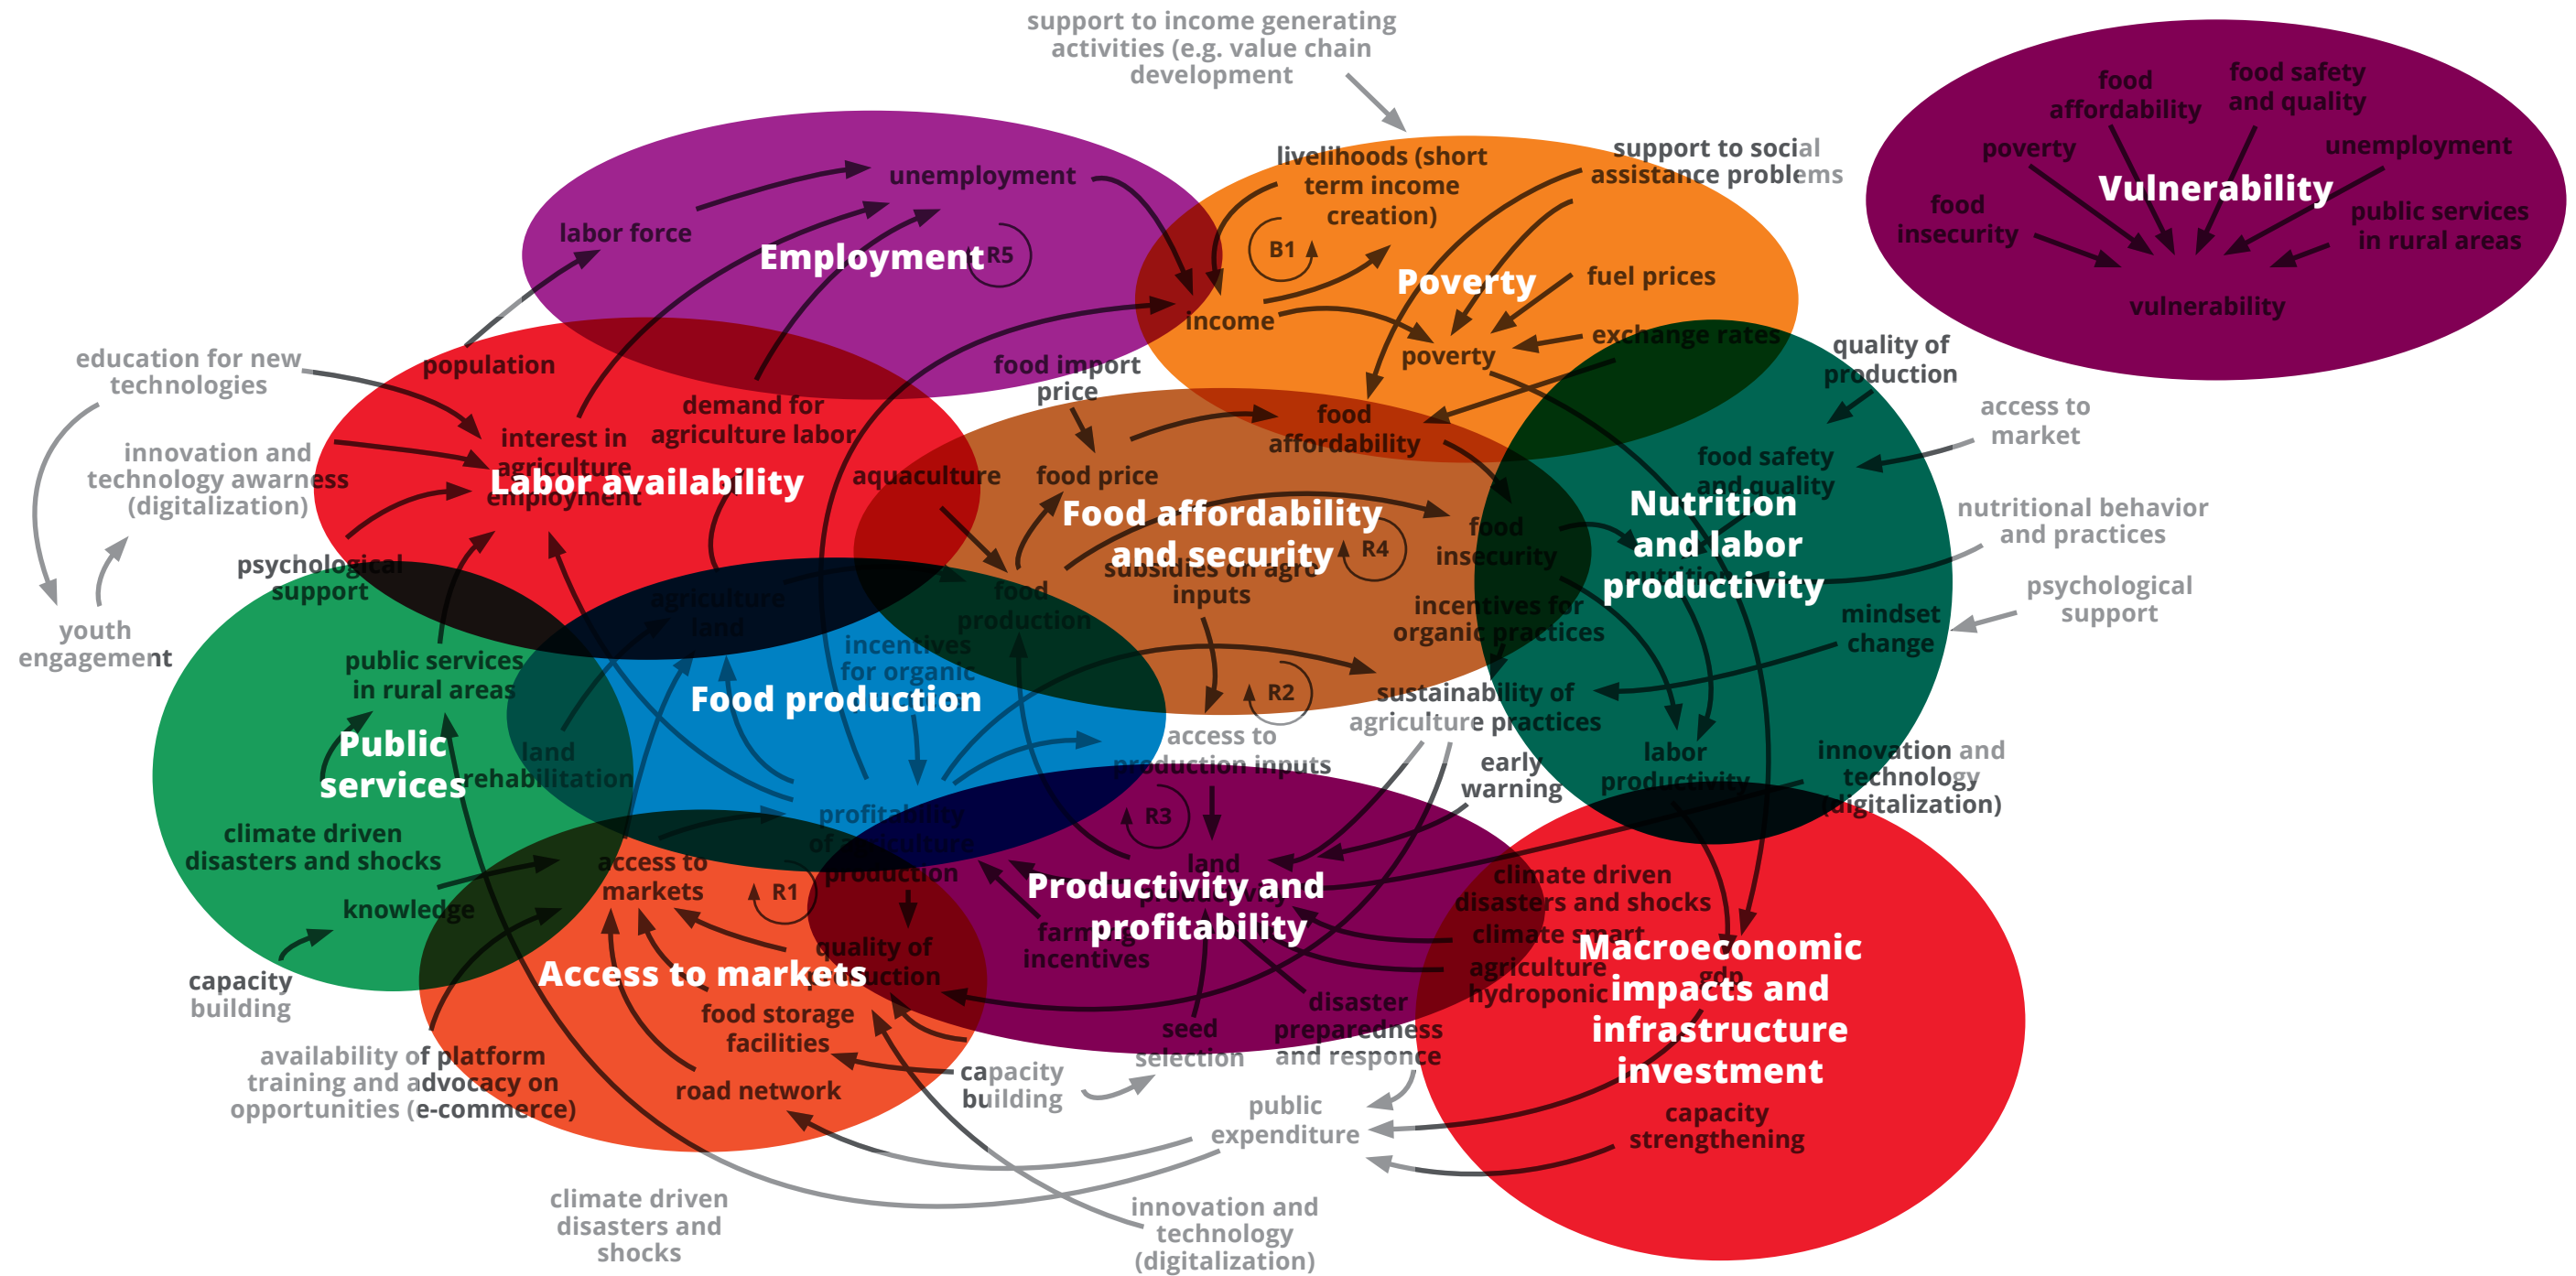 support to income generating
activities (e.g. value chain
development
food
affordability
food safety
and quality
poverty
unemployment
Vulnerability
food
insecurity
public services
in rural areas
vulnerability
unemployment
labor force
Employment
R5
livelihoods (short
term income
creation)
support to social
assistance problems
B1
Poverty
fuel prices
income
exchange rates
poverty
population
education for new
technologies
food import
price
quality of
production
demand for
agriculture labor
food
affordability
access to
market
interest in
agriculture
employment
Labor availability
innovation and
technology awarness
(digitalization)
aquaculture
food price
food safety
and quality
Food affordability
and security
R4
food
insecurity
Nutrition
and labor
productivity
nutrition
nutritional behavior
and practices
psychological
support
subsidies on agro
inputs
psychological
support
agriculture
land
food
production
incentives for
organic practices
mindset
change
youth
engagement
public services
in rural areas
incentives
for organic
Food production
R2
sustainability of
agriculture practices
Public
services
land
rehabilitation
access to
production inputs
early
warning
labor
productivity
innovation and
technology
(digitalization)
profitability
of agriculture
production
R3
climate driven
disasters and shocks
access to
markets
R1
land
productivity
Productivity and
profitability
climate driven
disasters and shocks
knowledge
climate smart
agriculture
hydroponic
farming
incentives
quality of
production
Access to markets
Macroeconomic
impacts and
infrastructure
investment
gdp
capacity
building
food storage
facilities
seed
selection
disaster
preparedness
and responce
availability of platform
training and advocacy on
opportunities (e-commerce)
road network
capacity
building
public
expenditure
capacity
strengthening
climate driven
disasters and
shocks
innovation and
technology
(digitalization)